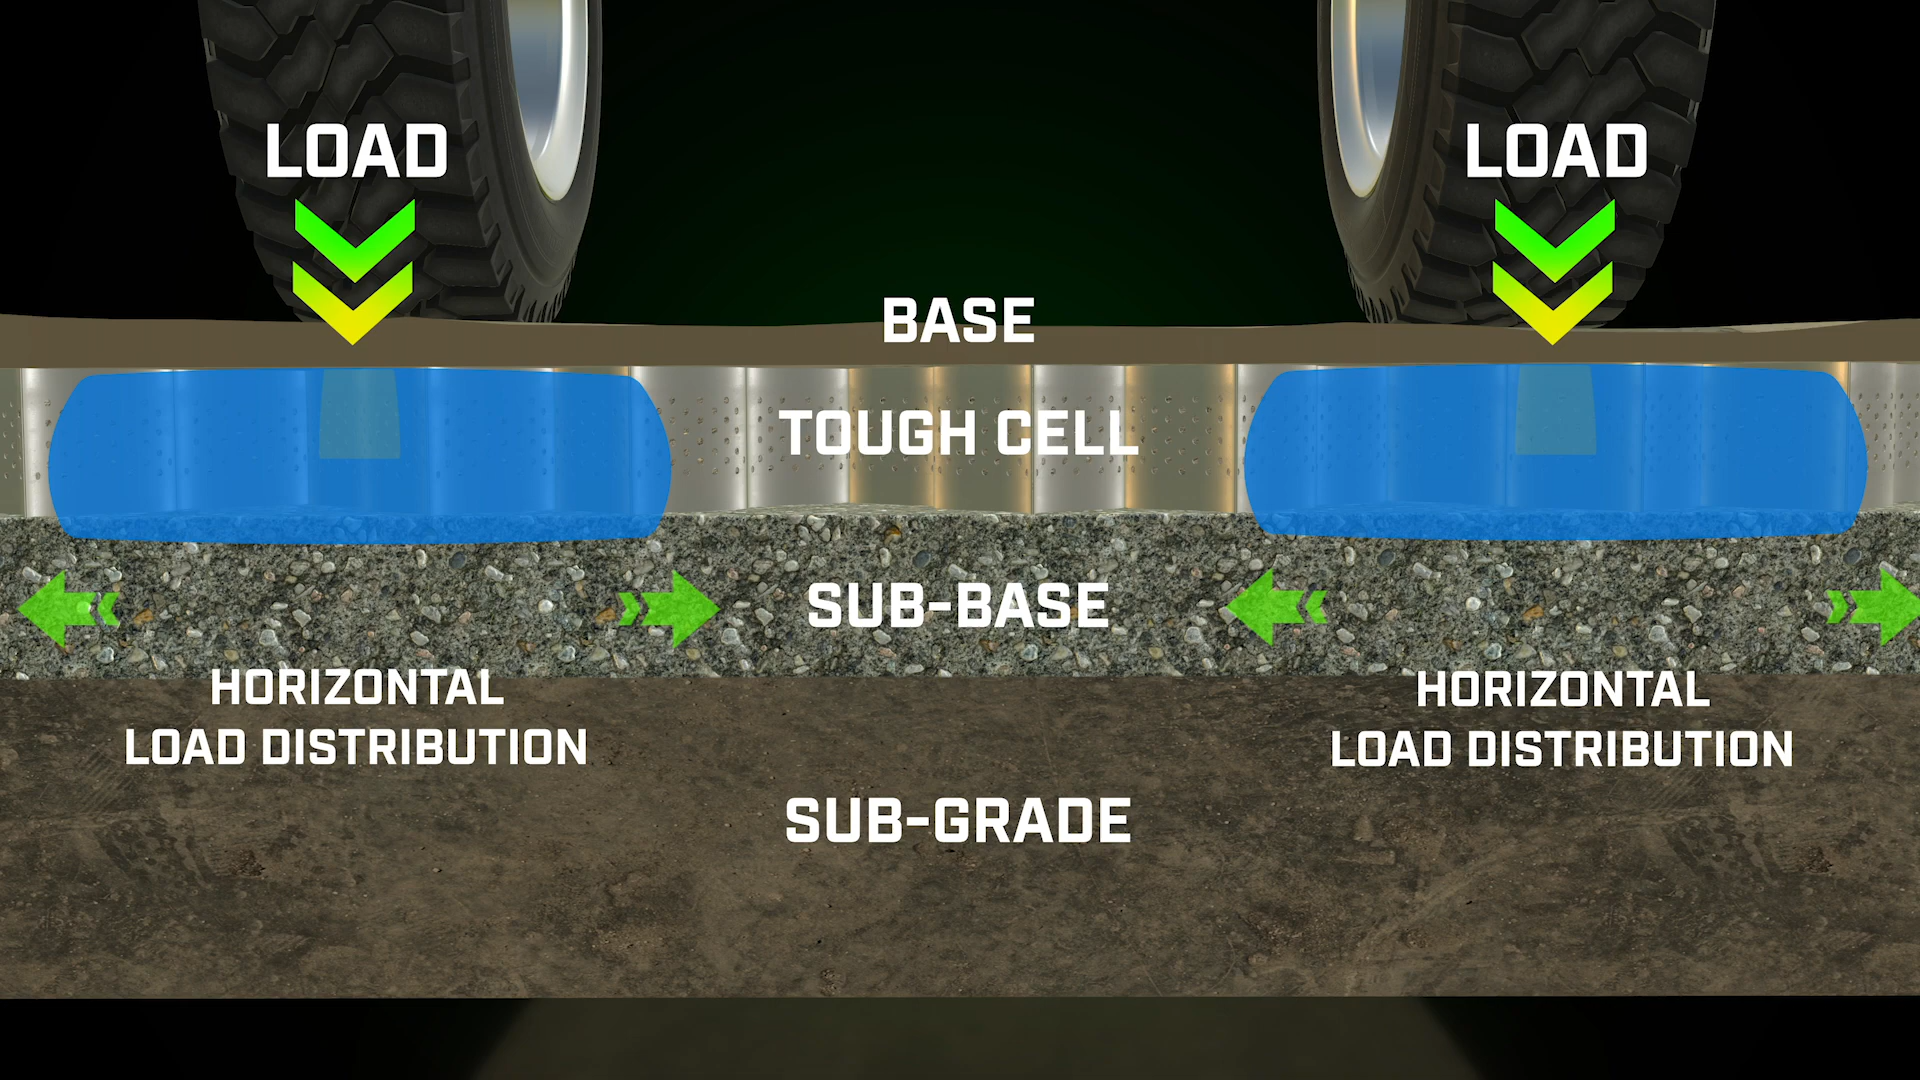 LOAD
LOAD
BASE
TOUGH CELL
SUB-BASE
HORIZONTAL
LOAD DISTRIBUTION
HORIZONTAL
LOAD DISTRIBUTION
SUB-GRADE